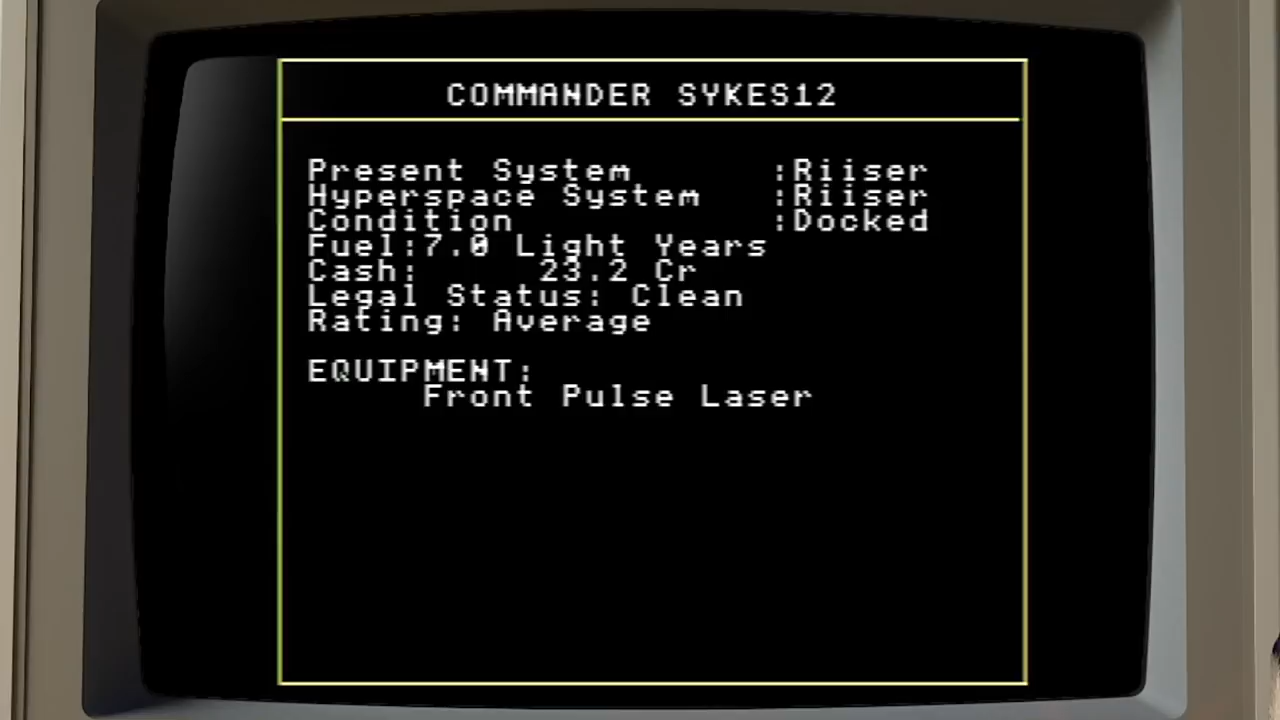 COMMANDER SYKES12
Present System :Riiser
Hyperspace System :Riiser
Condition :Docked
Fuel:7.0 Light Years
Cash: 23.2 Cr
Legal Status: Clean
Rating: Average
EQUIPMENT:
Front Pulse Laser